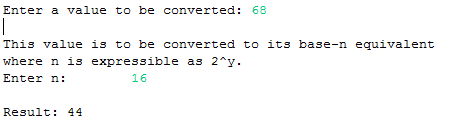 Enter a value to be converted: 68
This value is to be converted to its base-n equivalent
where n is expressible as 2^y.
Enter n: 16
Result: 44